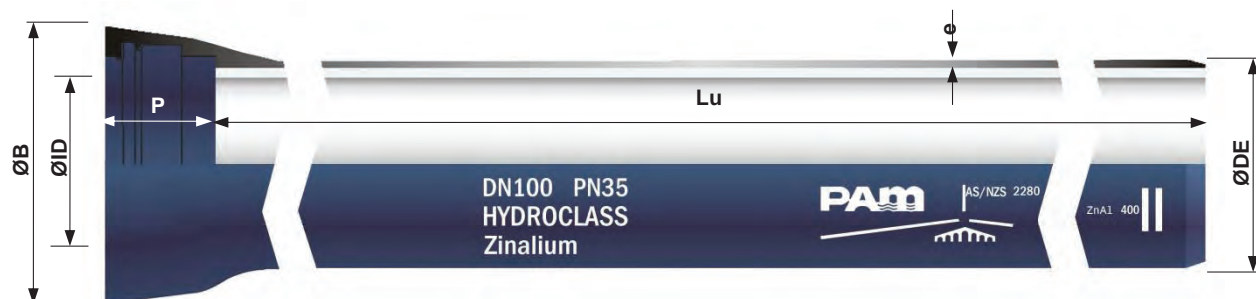 e
Lu
P
ØB
ØID
ØDE
DN100 PN35
HYDROCLASS
Zinalium
PAM
AS/NZS 2280
ZnAl 400